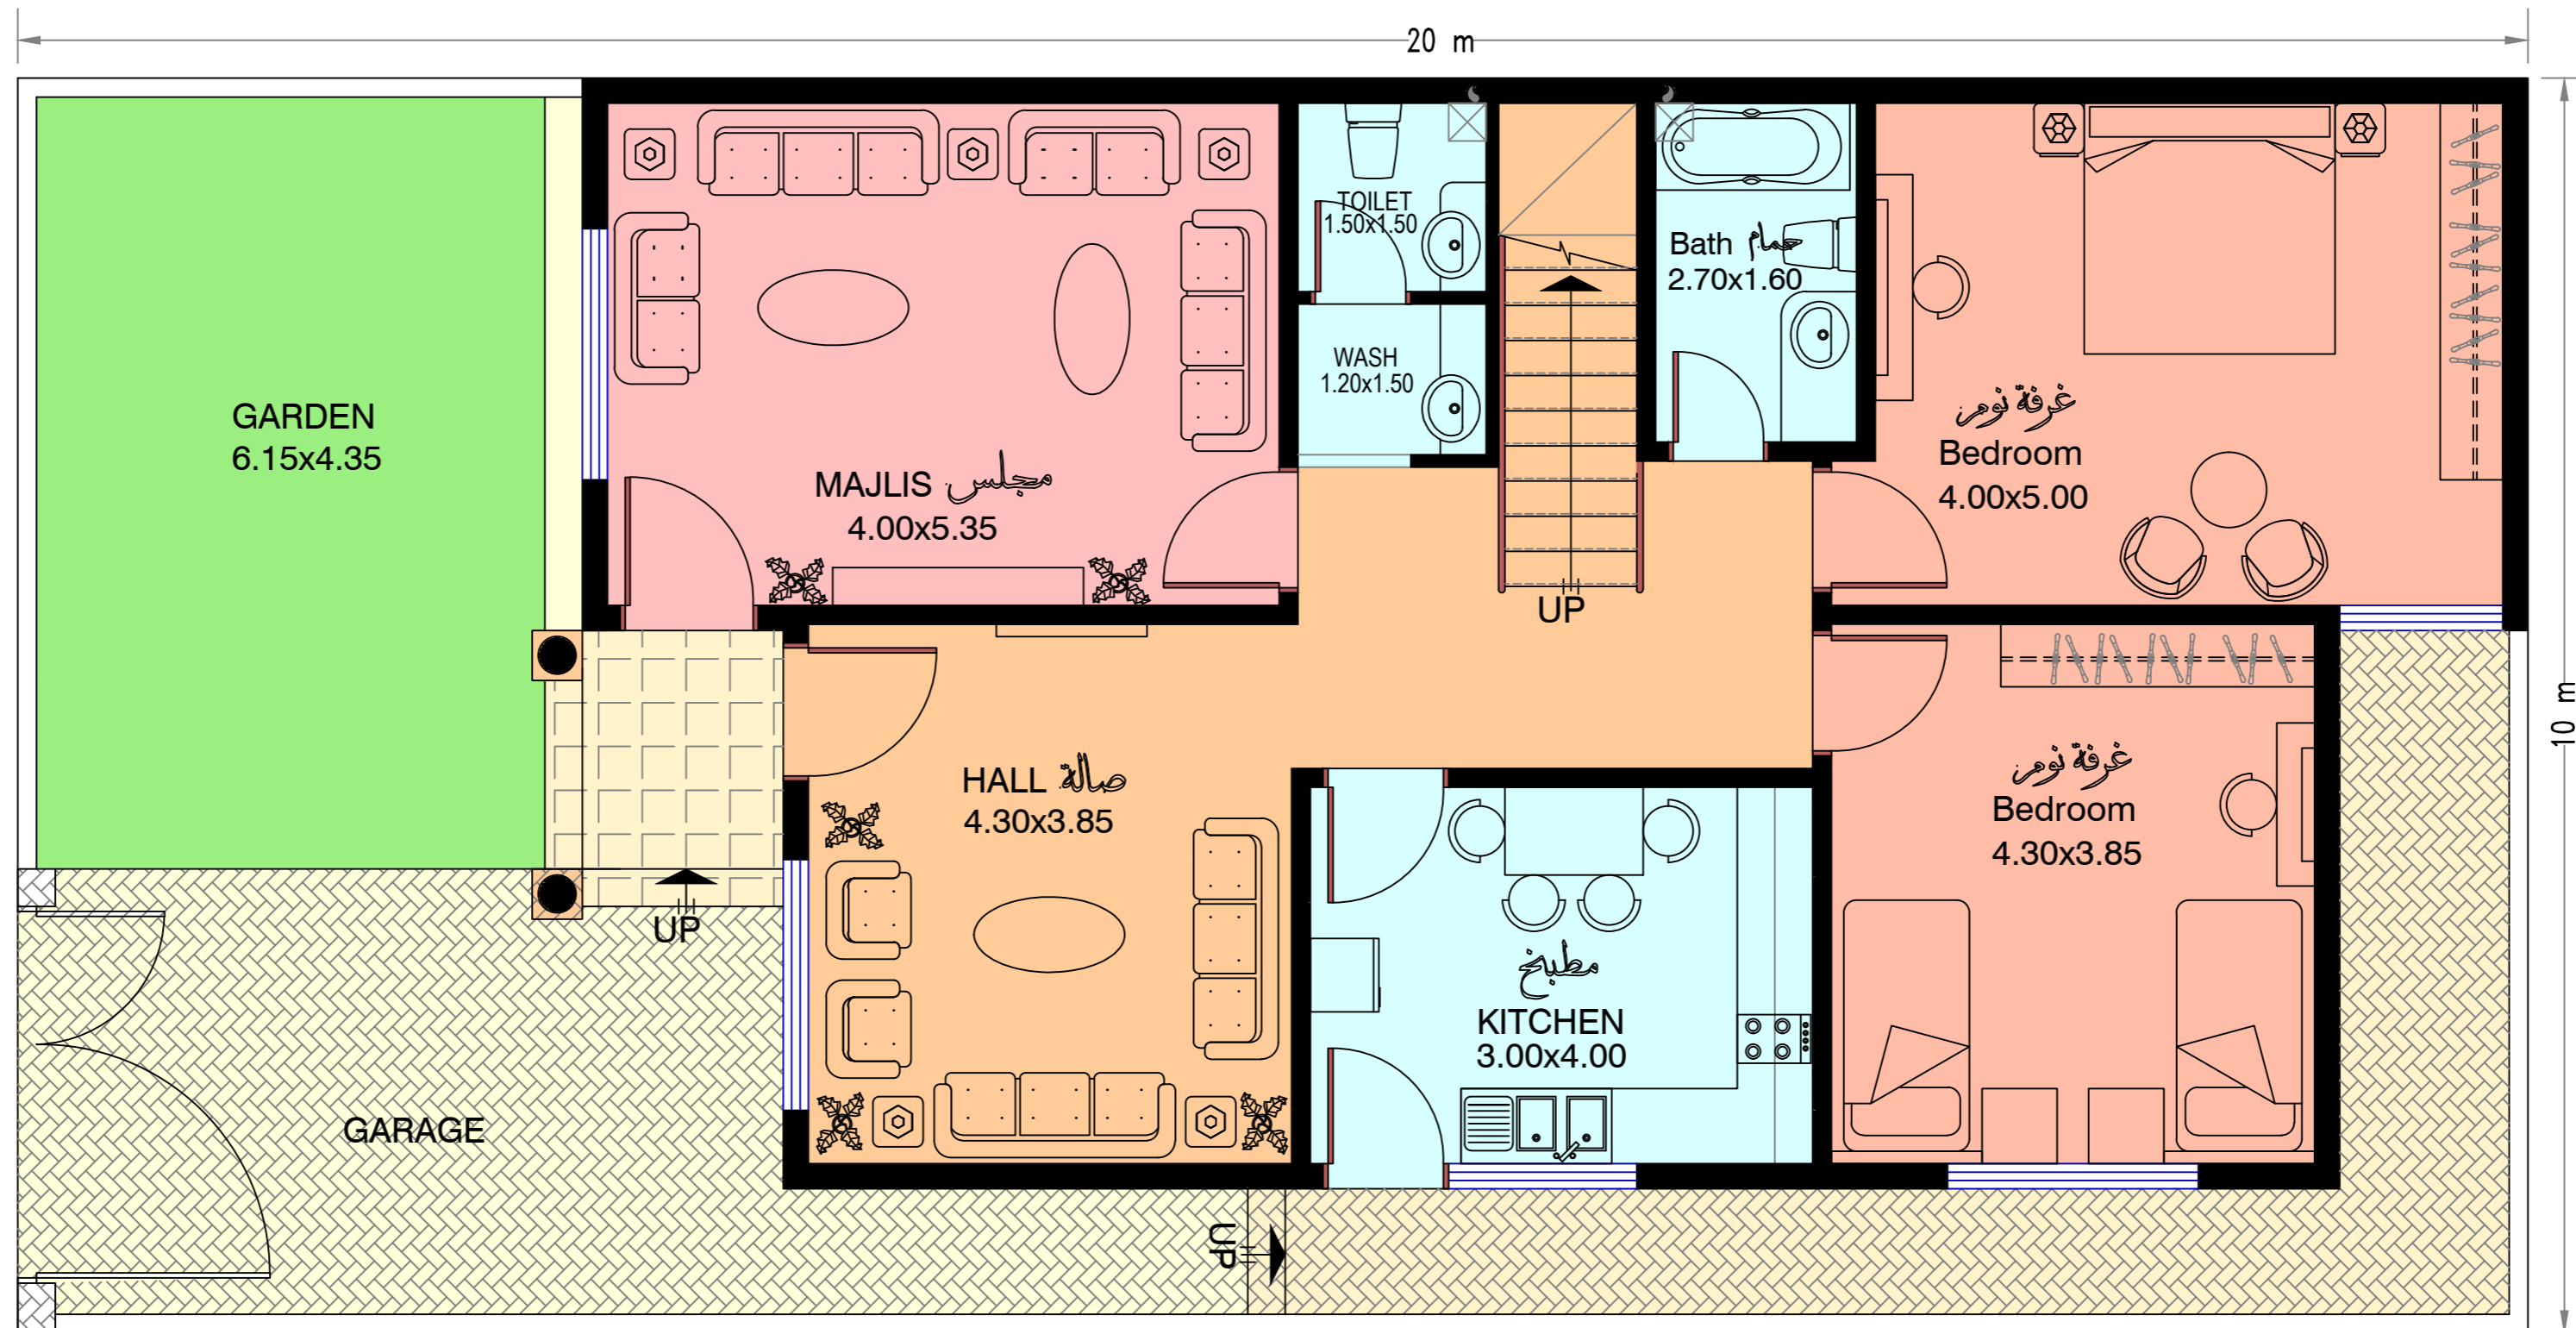 20 m
10 m
GARDEN
6.15x4.35
MAJLIS مجلس
4.00x5.35
TOILET
1.50x1.50
WASH
1.20x1.50
UP
Bath حمام
2.70x1.60
غرفة نوم
Bedroom
4.00x5.00
HALL صالة
4.30x3.85
مطبخ
KITCHEN
3.00x4.00
غرفة نوم
Bedroom
4.30x3.85
UP
GARAGE
UP